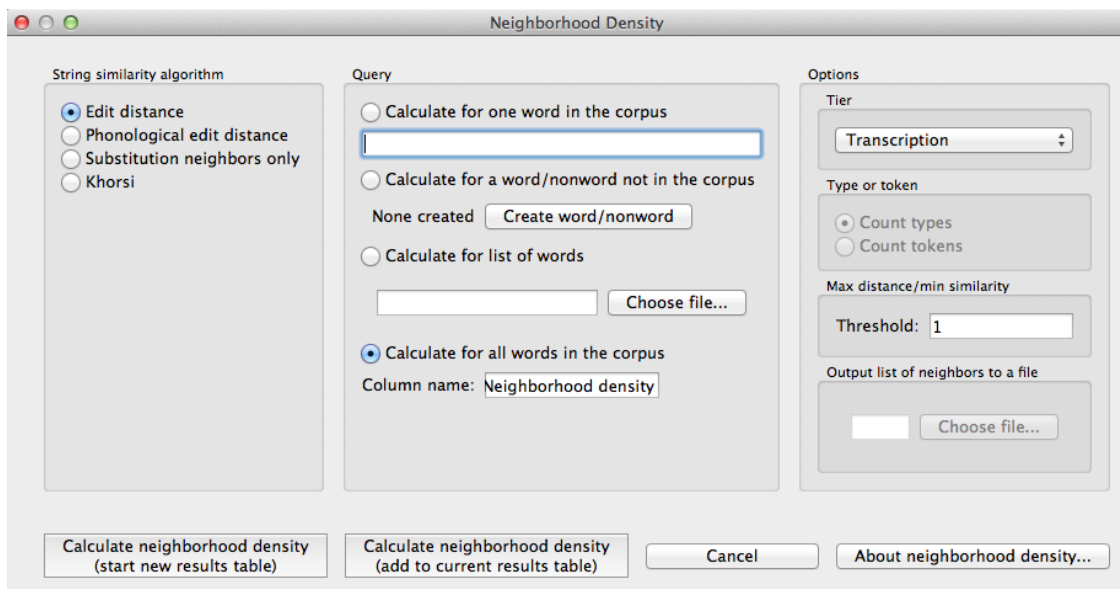 Neighborhood Density
String similarity algorithm
Edit distance
Phonological edit distance
Substitution neighbors only
Khorsi
Query
Calculate for one word in the corpus
Calculate for a word/nonword not in the corpus
None created Create word/nonword
Calculate for list of words
Choose file...
Calculate for all words in the corpus
Column name: Neighborhood density
Options
Tier
Transcription
Type or token
Count types
Count tokens
Max distance/min similarity
Threshold: 1
Output list of neighbors to a file
Choose file...
Calculate neighborhood density
(start new results table)
Calculate neighborhood density
(add to current results table)
Cancel
About neighborhood density...